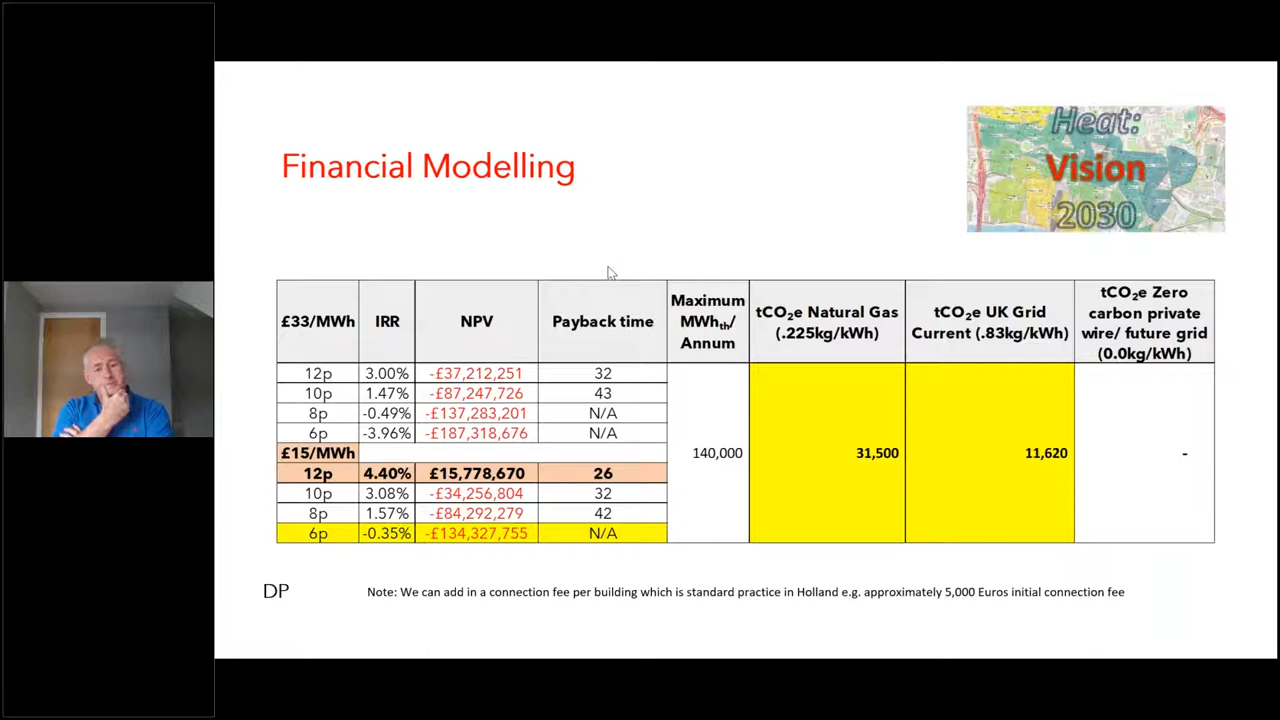 Heat:
Vision
2030
Financial Modelling
£33/MWh IRR NPV Payback time Maximum MWhth/ Annum tCO2e Natural Gas (.225kg/kWh) tCO2e UK Grid Current (.83kg/kWh) tCO2e Zero carbon private wire/ future grid (0.0kg/kWh)
12p 3.00% -£37,212,251 32
10p 1.47% -£87,247,726 43
8p -0.49% -£137,283,201 N/A
6p -3.96% -£187,318,676 N/A
£15/MWh 140,000 31,500 11,620 -
12p 4.40% £15,778,670 26
10p 3.08% -£34,256,804 32
8p 1.57% -£84,292,279 42
6p -0.35% -£134,327,755 N/A
DP Note: We can add in a connection fee per building which is standard practice in Holland e.g. approximately 5,000 Euros initial connection fee